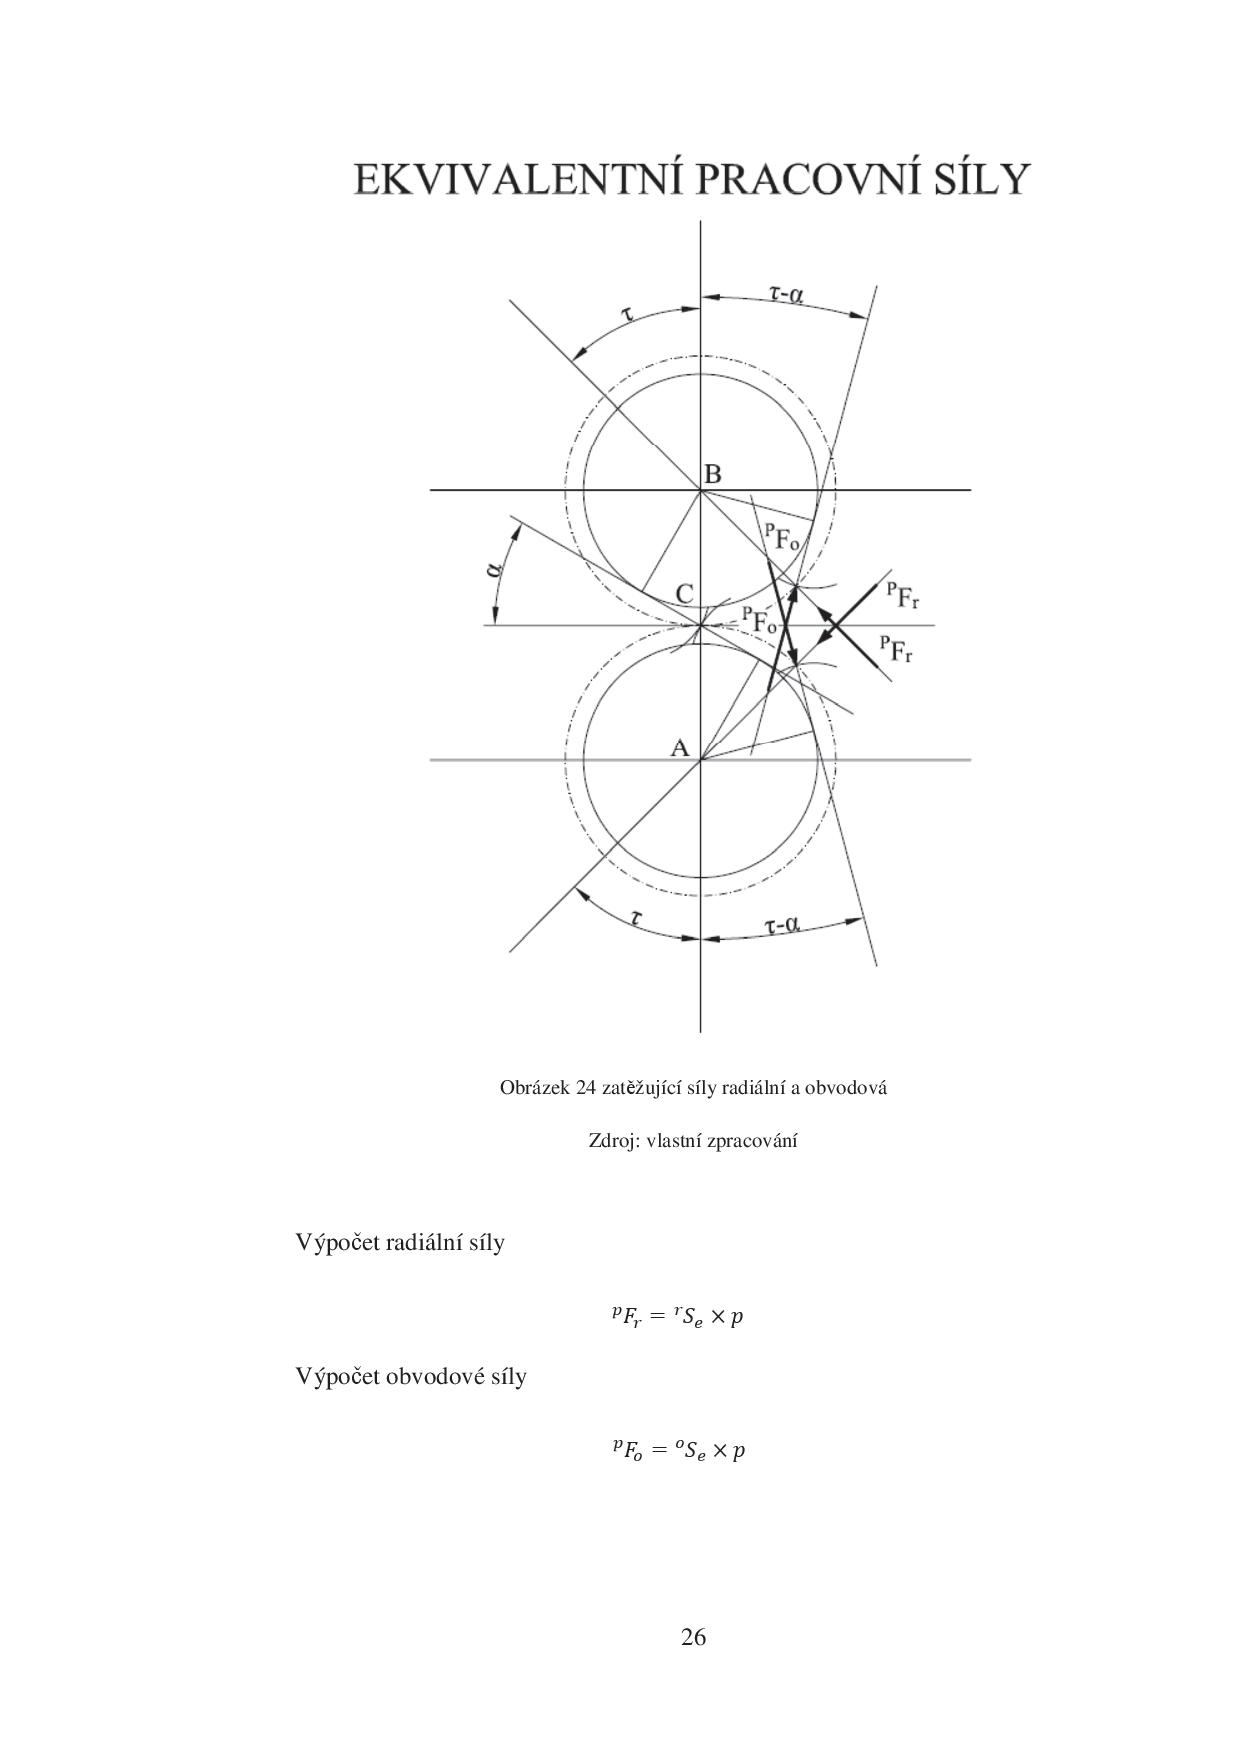 EKVIVALENTNÍ PRACOVNÍ SÍLY
τ
τ-α
B
α
C
PFo
PFo
PFr
PFr
A
τ
τ-α
Obrázek 24 zatěžující síly radiální a obvodová
Zdroj: vlastní zpracování
Výpočet radiální síly
ᵖFᵣ = ʳSₑ × p
Výpočet obvodové síly
ᵖFₒ = ᵒSₑ × p
26